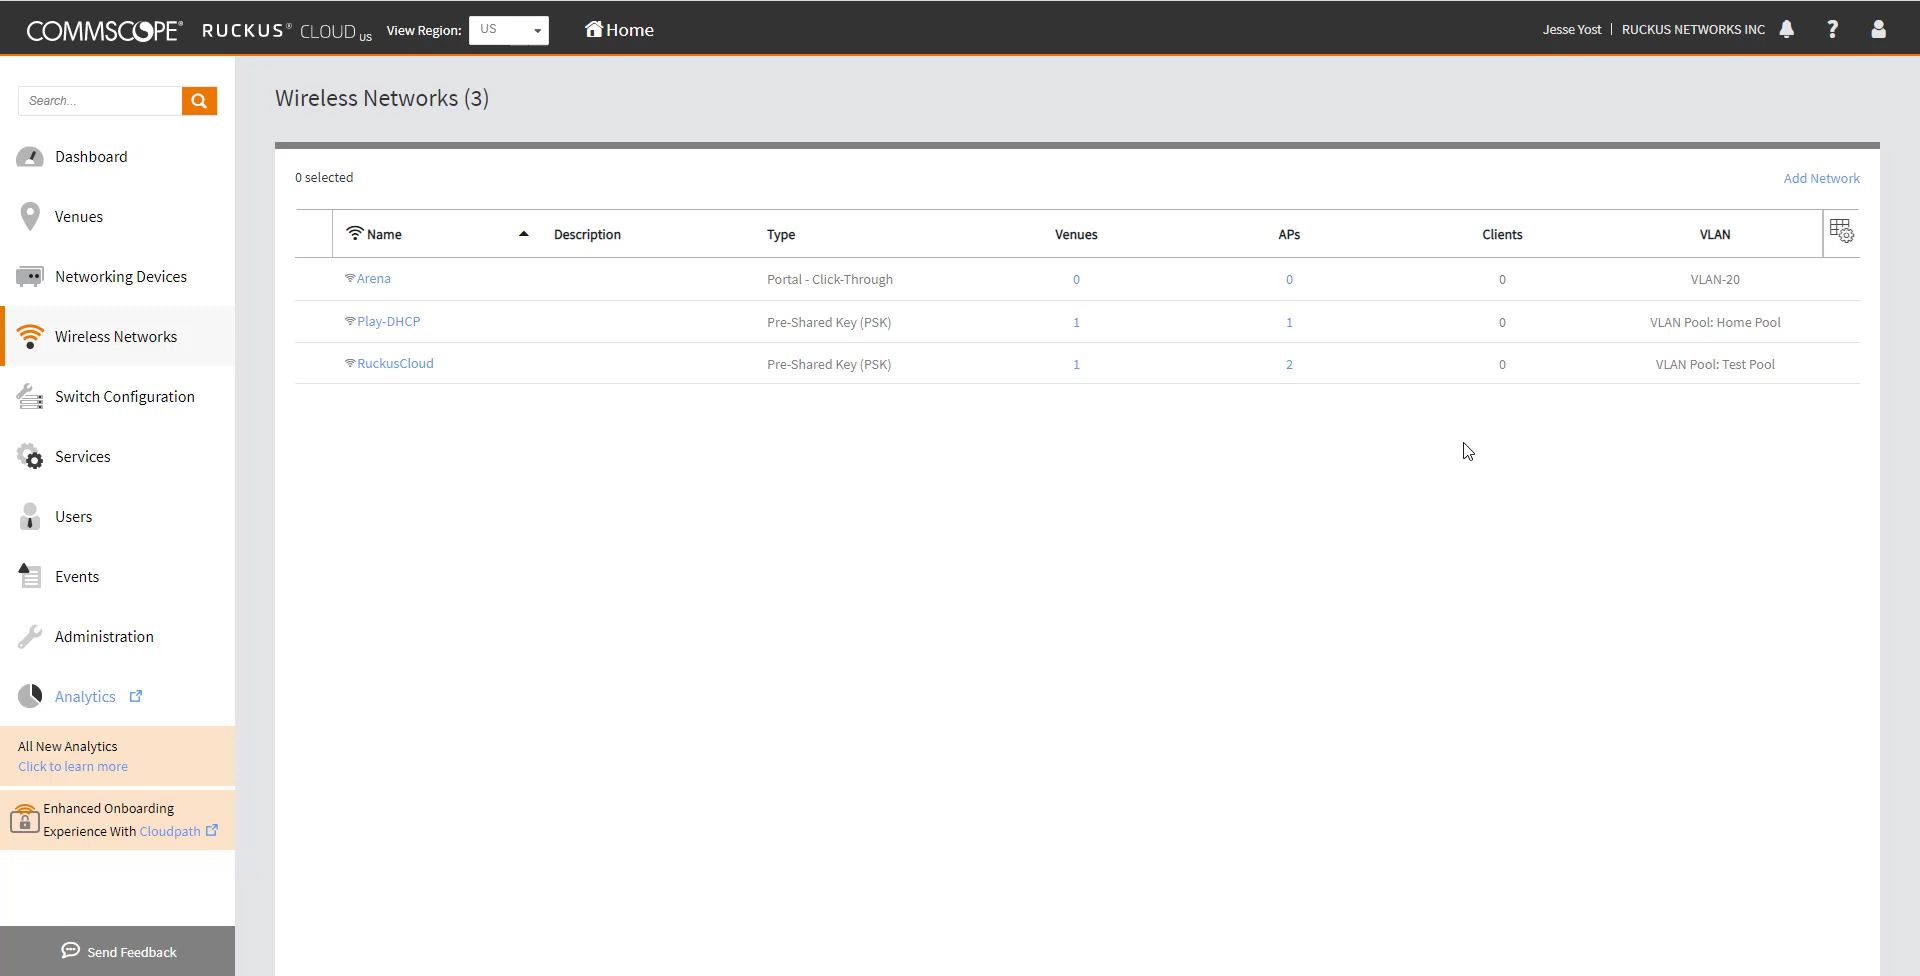 COMMSCOPE® RUCKUS® CLOUD US View Region: US Home Jesse Yost | RUCKUS NETWORKS INC ?
Search...
Dashboard
Venues
Networking Devices
Wireless Networks
Switch Configuration
Services
Users
Events
Administration
Analytics
All New Analytics
Click to learn more
Enhanced Onboarding
Experience With Cloudpath
Send Feedback
Wireless Networks (3)
0 selected Add Network
Name Description Type Venues APs Clients VLAN
Arena Portal - Click-Through 0 0 0 VLAN-20
Play-DHCP Pre-Shared Key (PSK) 1 1 0 VLAN Pool: Home Pool
RuckusCloud Pre-Shared Key (PSK) 1 2 0 VLAN Pool: Test Pool